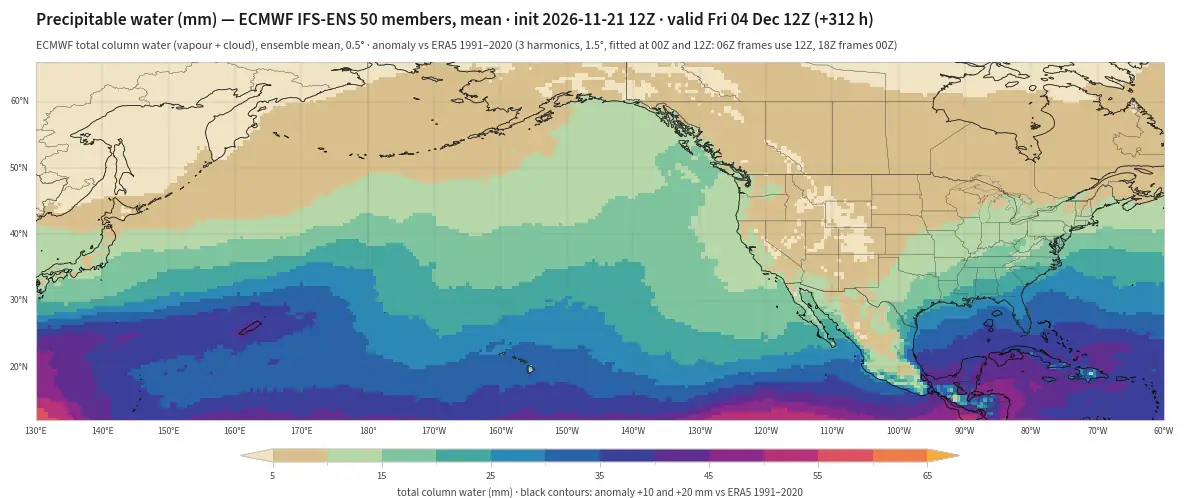 Precipitable water (mm) — ECMWF IFS-ENS 50 members, mean · init 2026-11-21 12Z · valid Fri 04 Dec 12Z (+312 h)
ECMWF total column water (vapour + cloud), ensemble mean, 0.5° · anomaly vs ERA5 1991–2020 (3 harmonics, 1.5°, fitted at 00Z and 12Z: 06Z frames use 12Z, 18Z frames 00Z)
60°N
50°N
40°N
30°N
20°N
130°E 140°E 150°E 160°E 170°E 180° 170°W 160°W 150°W 140°W 130°W 120°W 110°W 100°W 90°W 80°W 70°W 60°W
5 15 25 35 45 55 65
total column water (mm) · black contours: anomaly +10 and +20 mm vs ERA5 1991–2020